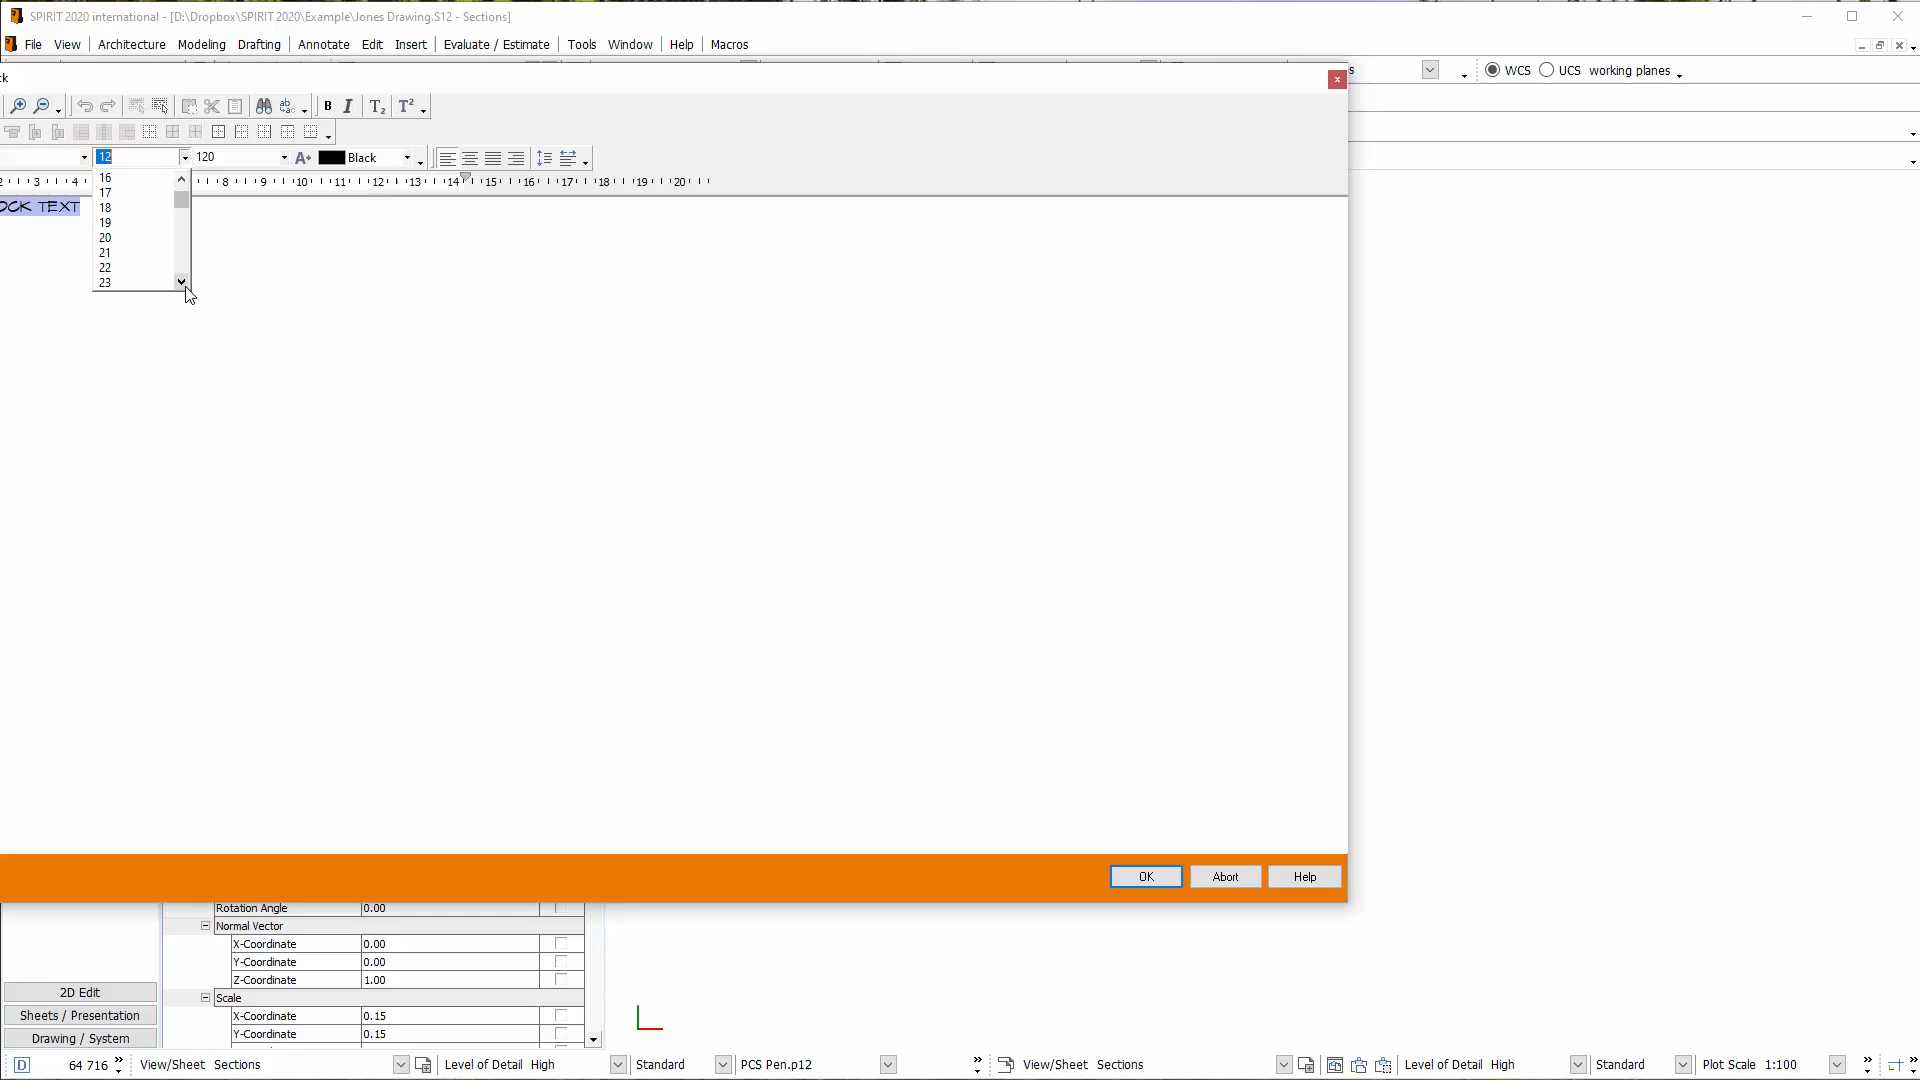 SPIRIT 2020 international - [D:\Dropbox\SPIRIT 2020\Example\Jones Drawing.S12 - Sections]
File View Architecture Modeling Drafting Annotate Edit Insert Evaluate / Estimate Tools Window Help Macros
WCS UCS working planes
ck
B I T2 T2
12 120 A Black
2 3 4 8 9 10 11 12 13 14 15 16 17 18 19 20
OCK TEXT
16
17
18
19
20
21
22
23
OK Abort Help
Rotation Angle 0.00
Normal Vector
X-Coordinate 0.00
Y-Coordinate 0.00
Z-Coordinate 1.00
Scale
X-Coordinate 0.15
Y-Coordinate 0.15
2D Edit
Sheets / Presentation
Drawing / System
D 64 716 View/Sheet Sections Level of Detail High Standard PCS Pen.p12 View/Sheet Sections Level of Detail High Standard Plot Scale 1:100